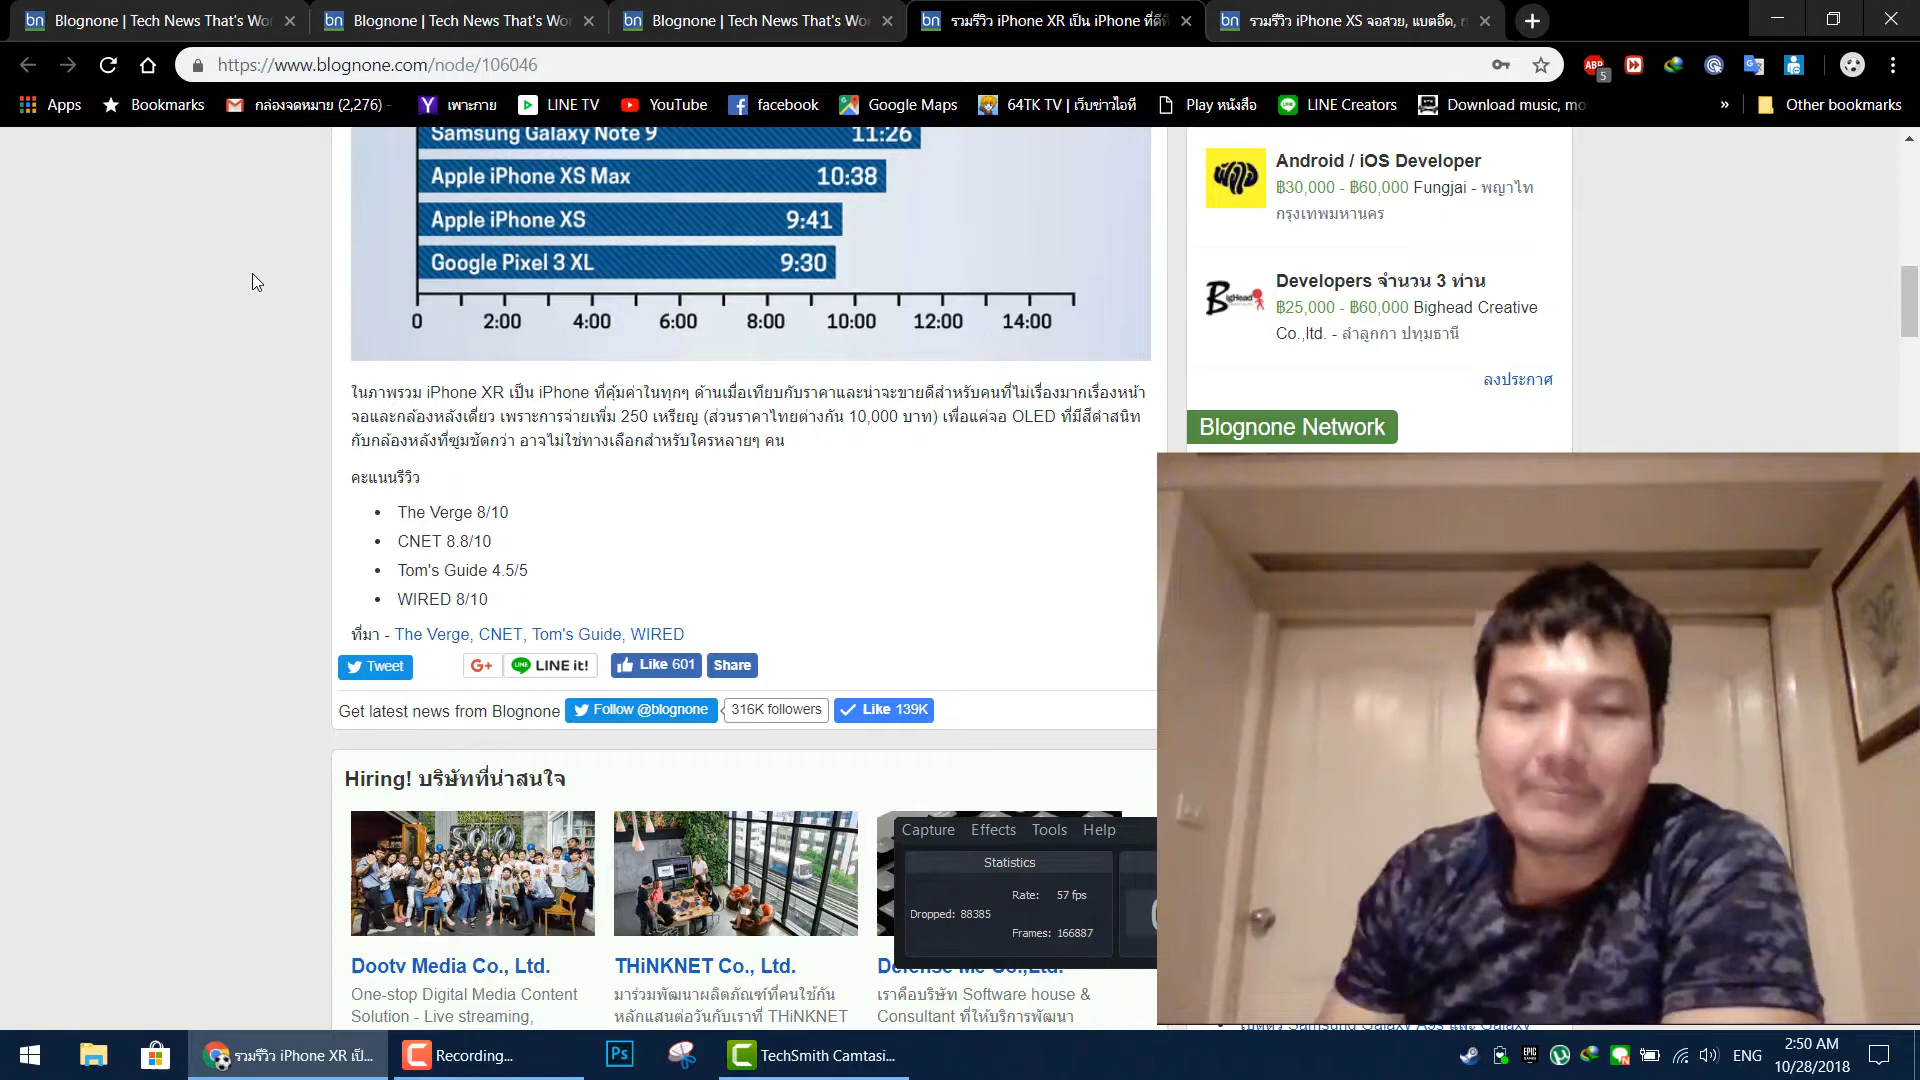 Blognone | Tech News That's Wor
Blognone | Tech News That's Wor
Blognone | Tech News That's Wor
รวมรีวิว iPhone XR เป็น iPhone ที่ดีที่
รวมรีวิว iPhone XS จอสวย, แบตอึด, ก
https://www.blognone.com/node/106046
ABP
5
Apps
Bookmarks
กล่องจดหมาย (2,276) -
เพาะกาย
LINE TV
YouTube
facebook
Google Maps
64TK TV | เว็บข่าวไอที
Play หนังสือ
LINE Creators
Download music, mo
»
Other bookmarks
Samsung Galaxy Note 9 11:26
Apple iPhone XS Max 10:38
Apple iPhone XS 9:41
Google Pixel 3 XL 9:30
0 2:00 4:00 6:00 8:00 10:00 12:00 14:00
ในภาพรวม iPhone XR เป็น iPhone ที่คุ้มค่าในทุกๆ ด้านเมื่อเทียบกับราคาและน่าจะขายดีสำหรับคนที่ไม่เรื่องมากเรื่องหน้า
จอและกล้องหลังเดี่ยว เพราะการจ่ายเพิ่ม 250 เหรียญ (ส่วนราคาไทยต่างกัน 10,000 บาท) เพื่อแค่จอ OLED ที่มีสีดำสนิท
กับกล้องหลังที่ซูมชัดกว่า อาจไม่ใช่ทางเลือกสำหรับใครหลายๆ คน
คะแนนรีวิว
• The Verge 8/10
• CNET 8.8/10
• Tom's Guide 4.5/5
• WIRED 8/10
ที่มา - The Verge, CNET, Tom's Guide, WIRED
Tweet
G+
LINE it!
Like 601
Share
Get latest news from Blognone
Follow @blognone
316K followers
Like 139K
Hiring! บริษัทที่น่าสนใจ
Dootv Media Co., Ltd.
One-stop Digital Media Content
Solution - Live streaming,
THiNKNET Co., Ltd.
มาร่วมพัฒนาผลิตภัณฑ์ที่คนใช้กัน
หลักแสนต่อวันกับเราที่ THiNKNET
Defense Me Co.,Ltd.
เราคือบริษัท Software house &
Consultant ที่ให้บริการพัฒนา
Android / iOS Developer
฿30,000 - ฿60,000 Fungjai - พญาไท
กรุงเทพมหานคร
Developers จำนวน 3 ท่าน
฿25,000 - ฿60,000 Bighead Creative
Co.,ltd. - ลำลูกกา ปทุมธานี
ลงประกาศ
Blognone Network
Capture Effects Tools Help
Statistics
Rate: 57 fps
Dropped: 88385
Frames: 166887
รวมรีวิว iPhone XR เป็...
Recording...
Ps
TechSmith Camtasi...
ENG
2:50 AM
10/28/2018